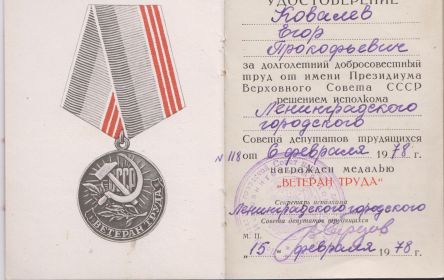 СССР
ВЕТЕРАН ТРУДА
УДОСТОВЕРЕНИЕ
Ковалев
Егор
Прокофьевич
за долголетний добросовестный
труд от имени Президиума
Верховного Совета СССР
решением исполкома
Ленинградского
городского
Совета депутатов трудящихся
N 118 от 6 февраля 1978 г.
награжден медалью
"ВЕТЕРАН ТРУДА"
Секретарь исполкома
Ленинградского городского
Совета депутатов трудящихся
М. П.
"15" февраля 1978 г.